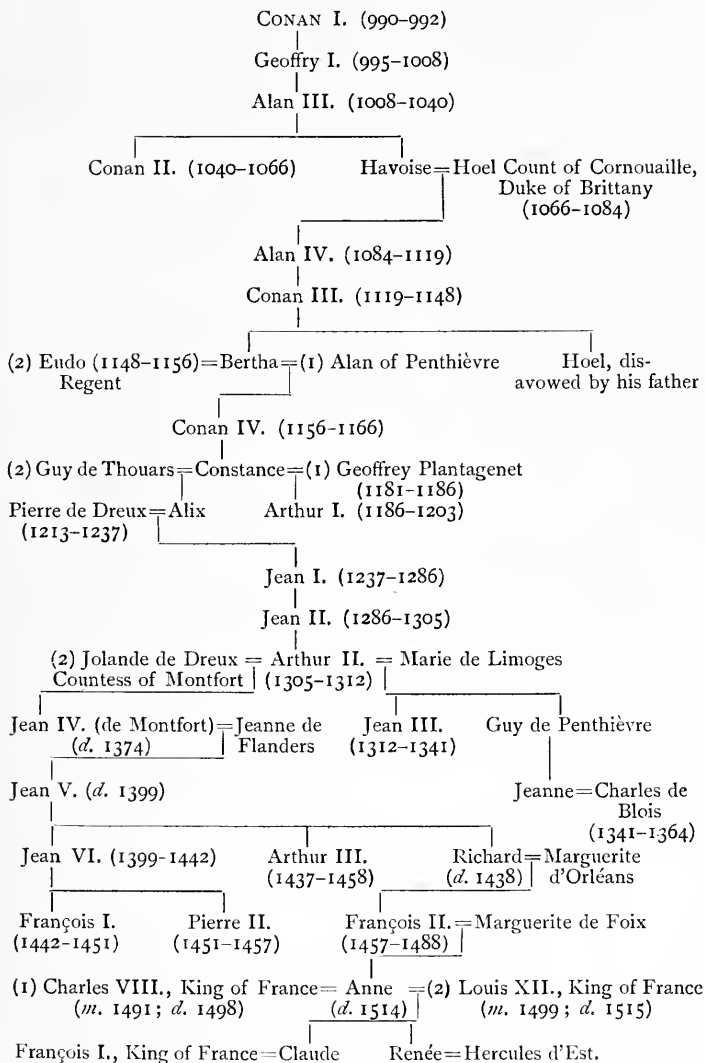 CONAN I. (990–992)
Geoffry I. (995–1008)
Alan III. (1008–1040)
Conan II. (1040–1066) Havoise=Hoel Count of Cornouaille,
Duke of Brittany
(1066–1084)
Alan IV. (1084–1119)
Conan III. (1119–1148)
(2) Eudo (1148–1156)=Bertha=(1) Alan of Penthièvre Hoel, dis-
Regent avowed by his father
Conan IV. (1156–1166)
(2) Guy de Thouars=Constance=(1) Geoffrey Plantagenet
(1181–1186)
Pierre de Dreux=Alix Arthur I. (1186–1203)
(1213–1237)
Jean I. (1237–1286)
Jean II. (1286–1305)
(2) Jolande de Dreux = Arthur II. = Marie de Limoges
Countess of Montfort (1305–1312)
Jean IV. (de Montfort)=Jeanne de Jean III. Guy de Penthièvre
(d. 1374) Flanders (1312–1341)
Jean V. (d. 1399) Jeanne=Charles de
Blois
(1341–1364)
Jean VI. (1399–1442) Arthur III. Richard=Marguerite
(1437–1458) (d. 1438) d'Orléans
François I. Pierre II. François II.=Marguerite de Foix
(1442–1451) (1451–1457) (1457–1488)
(1) Charles VIII., King of France= Anne =(2) Louis XII., King of France
(m. 1491; d. 1498) (d. 1514) (m. 1499; d. 1515)
François I., King of France=Claude Renée=Hercules d'Est.